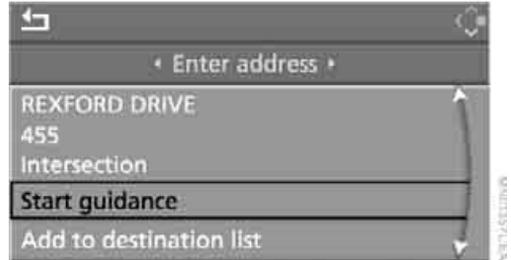 Enter address
REXFORD DRIVE
455
Intersection
Start guidance
Add to destination list